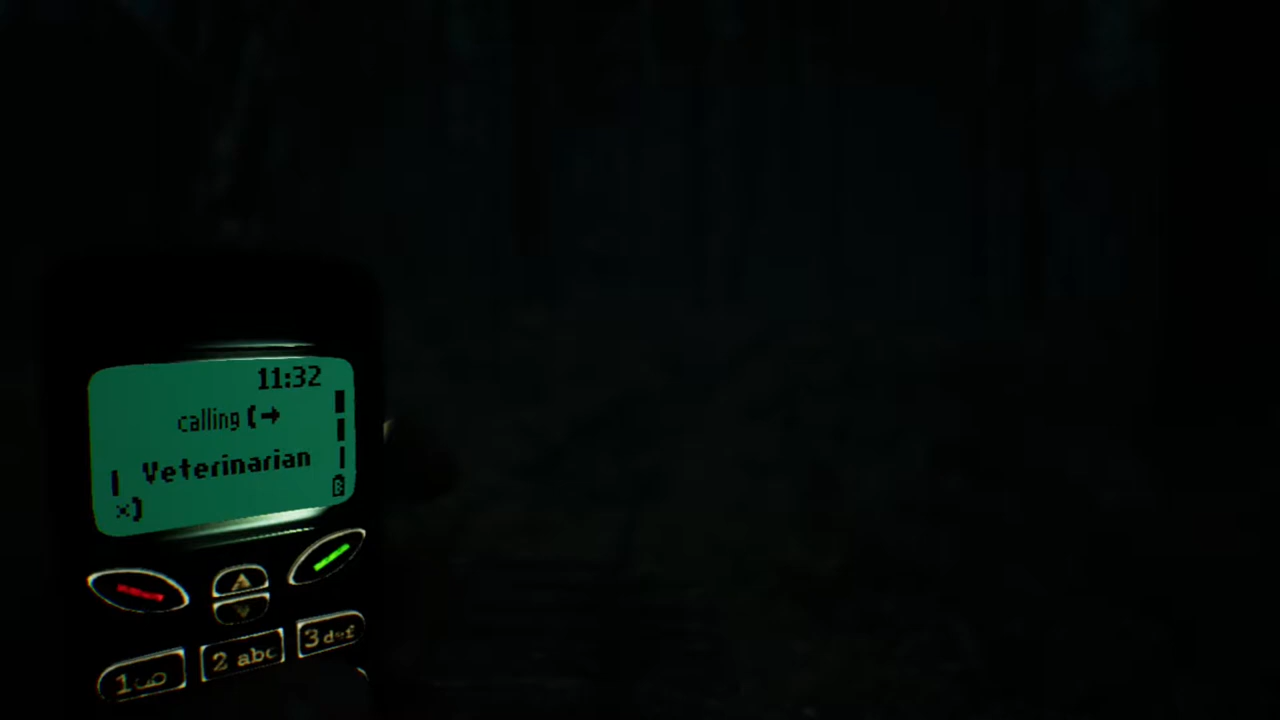 11:32
calling
Veterinarian
1
2 abc
3 def